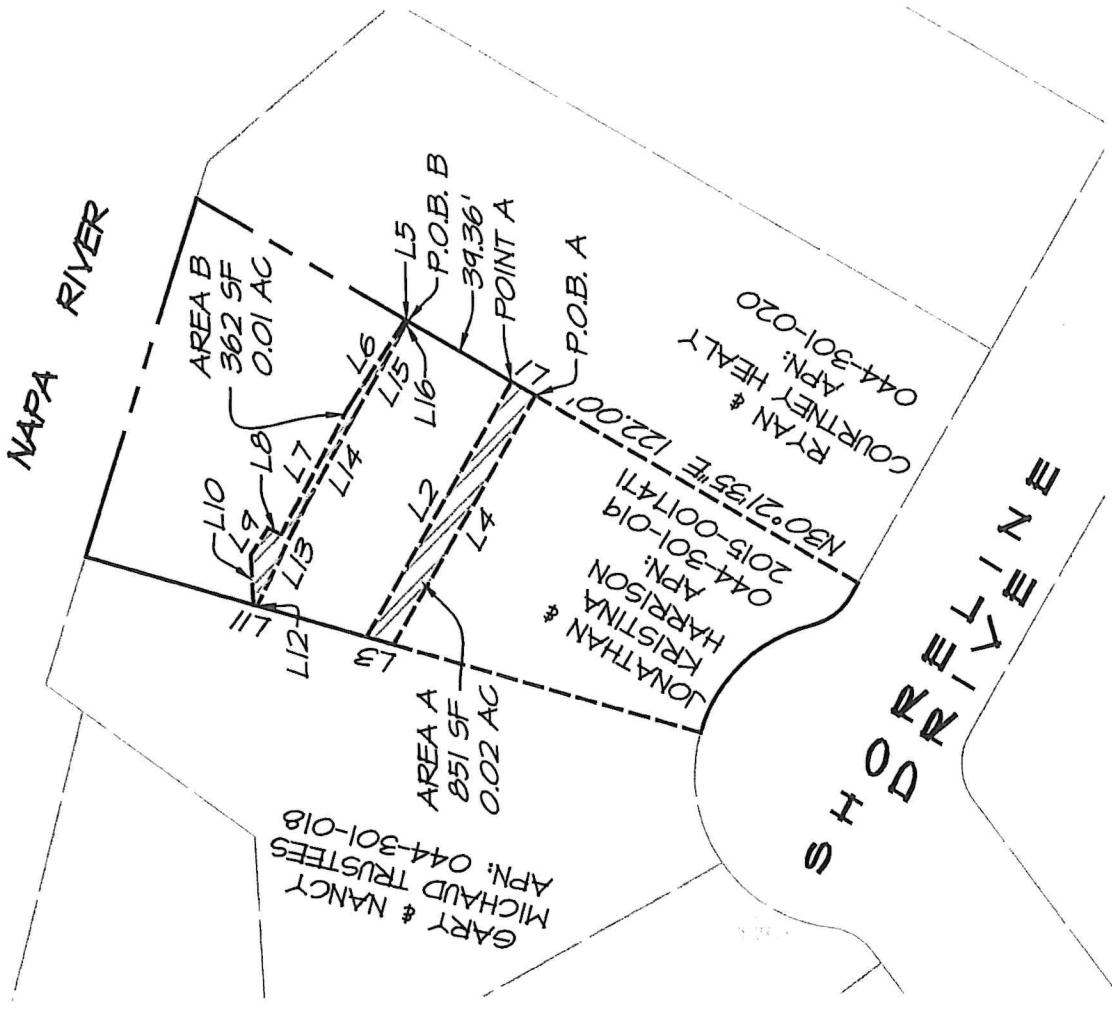 NAPA RIVER
AREA B
362 SF
0.01 AC
L10
L9
L8
L7
L6
L5
P.O.B. B
39.36'
POINT A
L1
P.O.B. A
L16
L15
L14
L13
L11
L12
L2
L4
L3
AREA A
851 SF
0.02 AC
N30°21'35"E 122.00'
JONATHAN &
KRISTINA
HARRISON
APN:
044-301-019
2015-0011471
RYAN &
COURTNEY HEALY
APN:
044-301-020
GARY & NANCY
MICHAUD TRUSTEES
APN: 044-301-018
SHORELINE
DRIVE